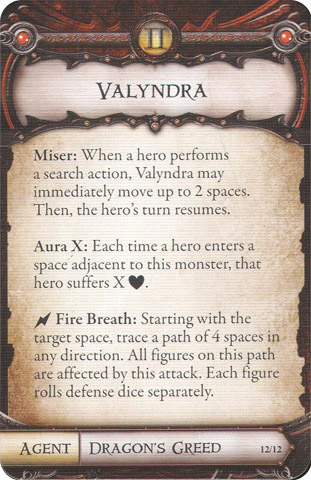 II
VALYNDRA
Miser: When a hero performs
a search action, Valyndra may
immediately move up to 2 spaces.
Then, the hero's turn resumes.
Aura X: Each time a hero enters a
space adjacent to this monster, that
hero suffers X ♥.
Fire Breath: Starting with the
target space, trace a path of 4 spaces in
any direction. All figures on this path
are affected by this attack. Each figure
rolls defense dice separately.
AGENT DRAGON'S GREED 12/12